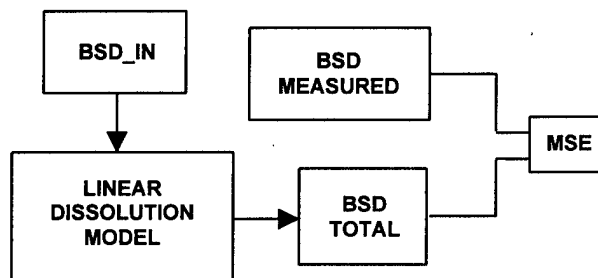 BSD_IN
BSD
MEASURED
MSE
LINEAR
DISSOLUTION
MODEL
BSD
TOTAL